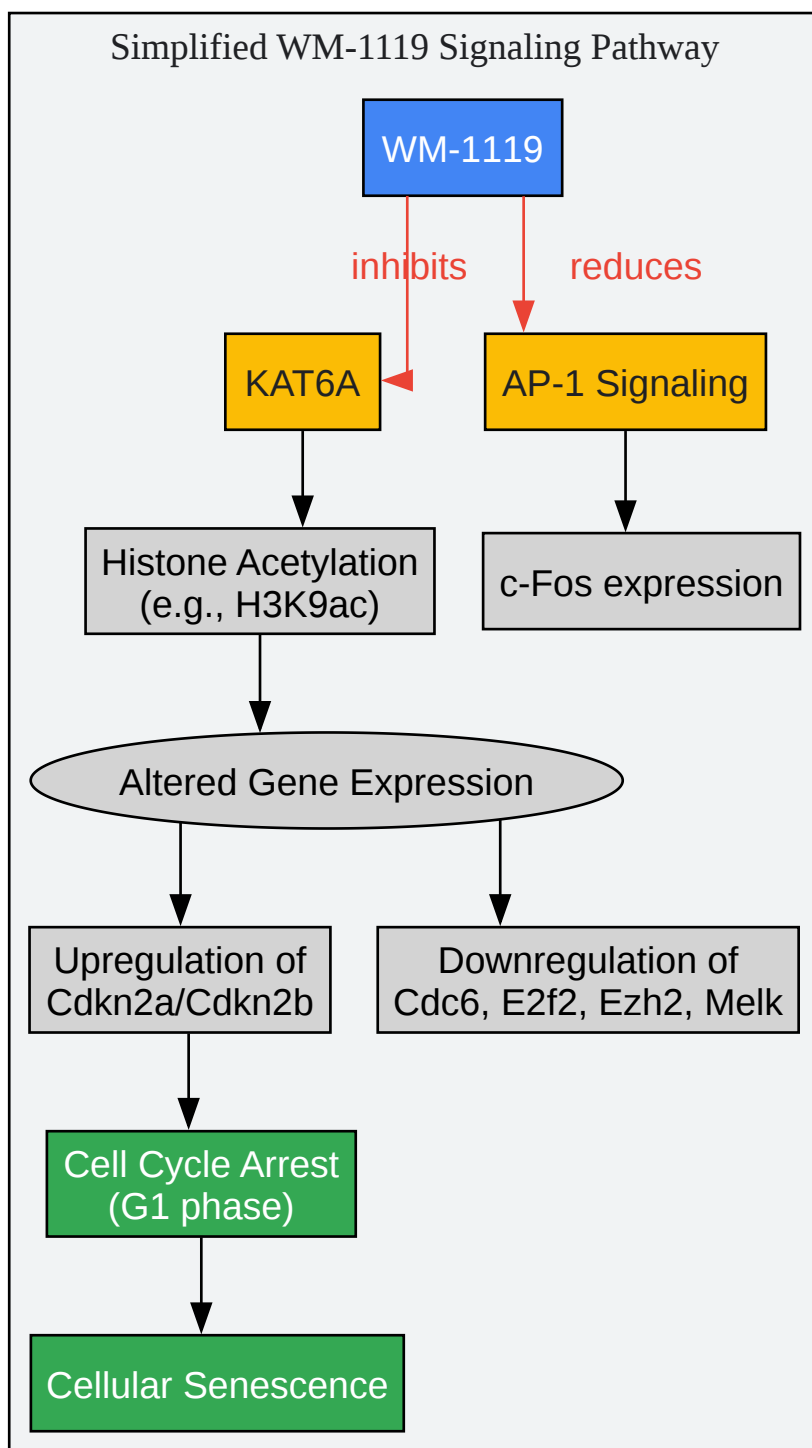 Simplified WM-1119 Signaling Pathway
WM-1119
inhibits
reduces
KAT6A
AP-1 Signaling
Histone Acetylation
(e.g., H3K9ac)
c-Fos expression
Altered Gene Expression
Upregulation of
Cdkn2a/Cdkn2b
Downregulation of
Cdc6, E2f2, Ezh2, Melk
Cell Cycle Arrest
(G1 phase)
Cellular Senescence